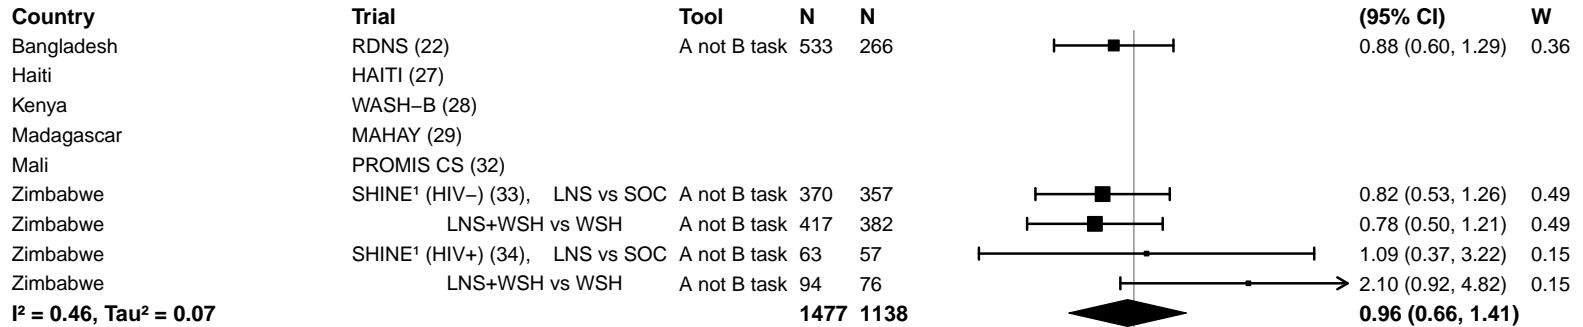 Country Trial Tool N N (95% CI) W
Bangladesh RDNS (22) A not B task 533 266 0.88 (0.60, 1.29) 0.36
Haiti HAITI (27)
Kenya WASH−B (28)
Madagascar MAHAY (29)
Mali PROMIS CS (32)
Zimbabwe SHINE¹ (HIV−) (33), LNS vs SOC A not B task 370 357 0.82 (0.53, 1.26) 0.49
Zimbabwe LNS+WSH vs WSH A not B task 417 382 0.78 (0.50, 1.21) 0.49
Zimbabwe SHINE¹ (HIV+) (34), LNS vs SOC A not B task 63 57 1.09 (0.37, 3.22) 0.15
Zimbabwe LNS+WSH vs WSH A not B task 94 76 2.10 (0.92, 4.82) 0.15
I² = 0.46, Tau² = 0.07 1477 1138 0.96 (0.66, 1.41)